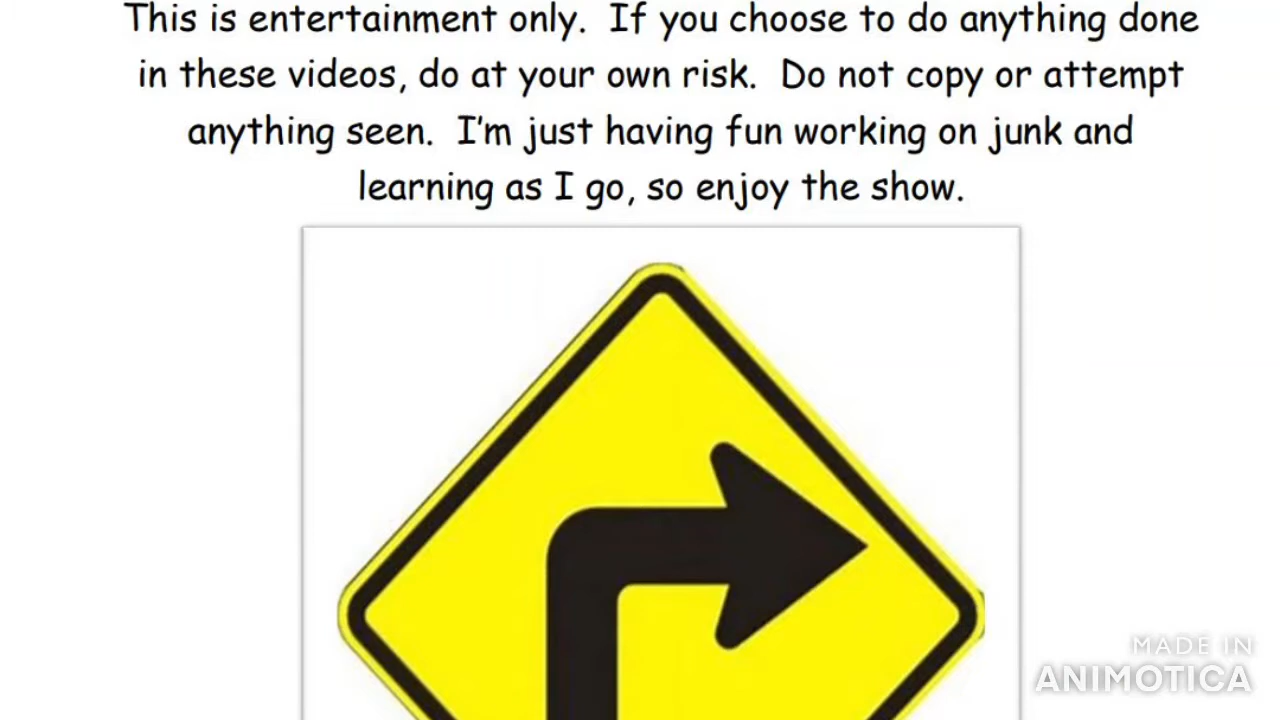 This is entertainment only.  If you choose to do anything done
in these videos, do at your own risk.  Do not copy or attempt
anything seen.  I'm just having fun working on junk and
learning as I go, so enjoy the show.
MADE IN
ANIMOTICA